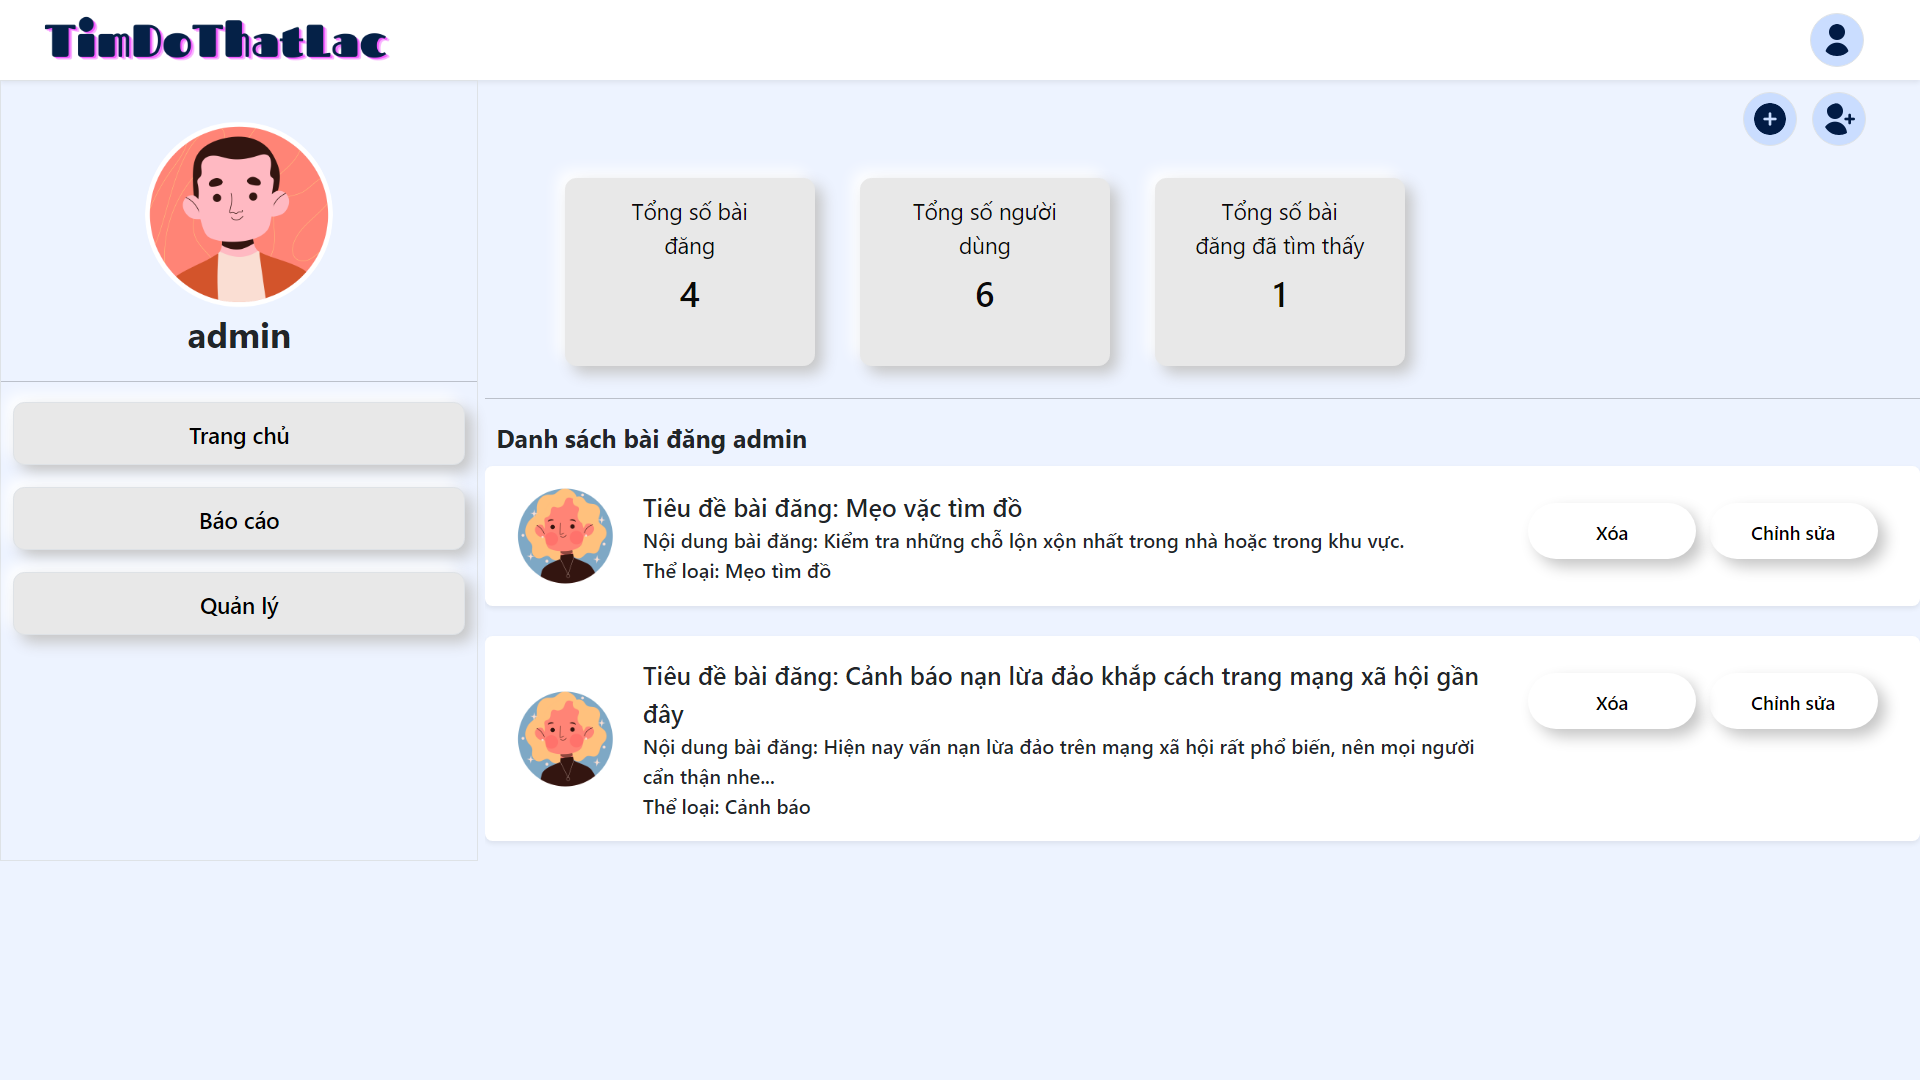 TimDoThatLac
admin
Trang chủ
Báo cáo
Quản lý
Tổng số bài
đăng
4
Tổng số người
dùng
6
Tổng số bài
đăng đã tìm thấy
1
Danh sách bài đăng admin
Tiêu đề bài đăng: Mẹo vặc tìm đồ
Nội dung bài đăng: Kiểm tra những chỗ lộn xộn nhất trong nhà hoặc trong khu vực.
Thể loại: Mẹo tìm đồ
Xóa
Chỉnh sửa
Tiêu đề bài đăng: Cảnh báo nạn lừa đảo khắp cách trang mạng xã hội gần
đây
Nội dung bài đăng: Hiện nay vấn nạn lừa đảo trên mạng xã hội rất phổ biến, nên mọi người
cẩn thận nhe...
Thể loại: Cảnh báo
Xóa
Chỉnh sửa